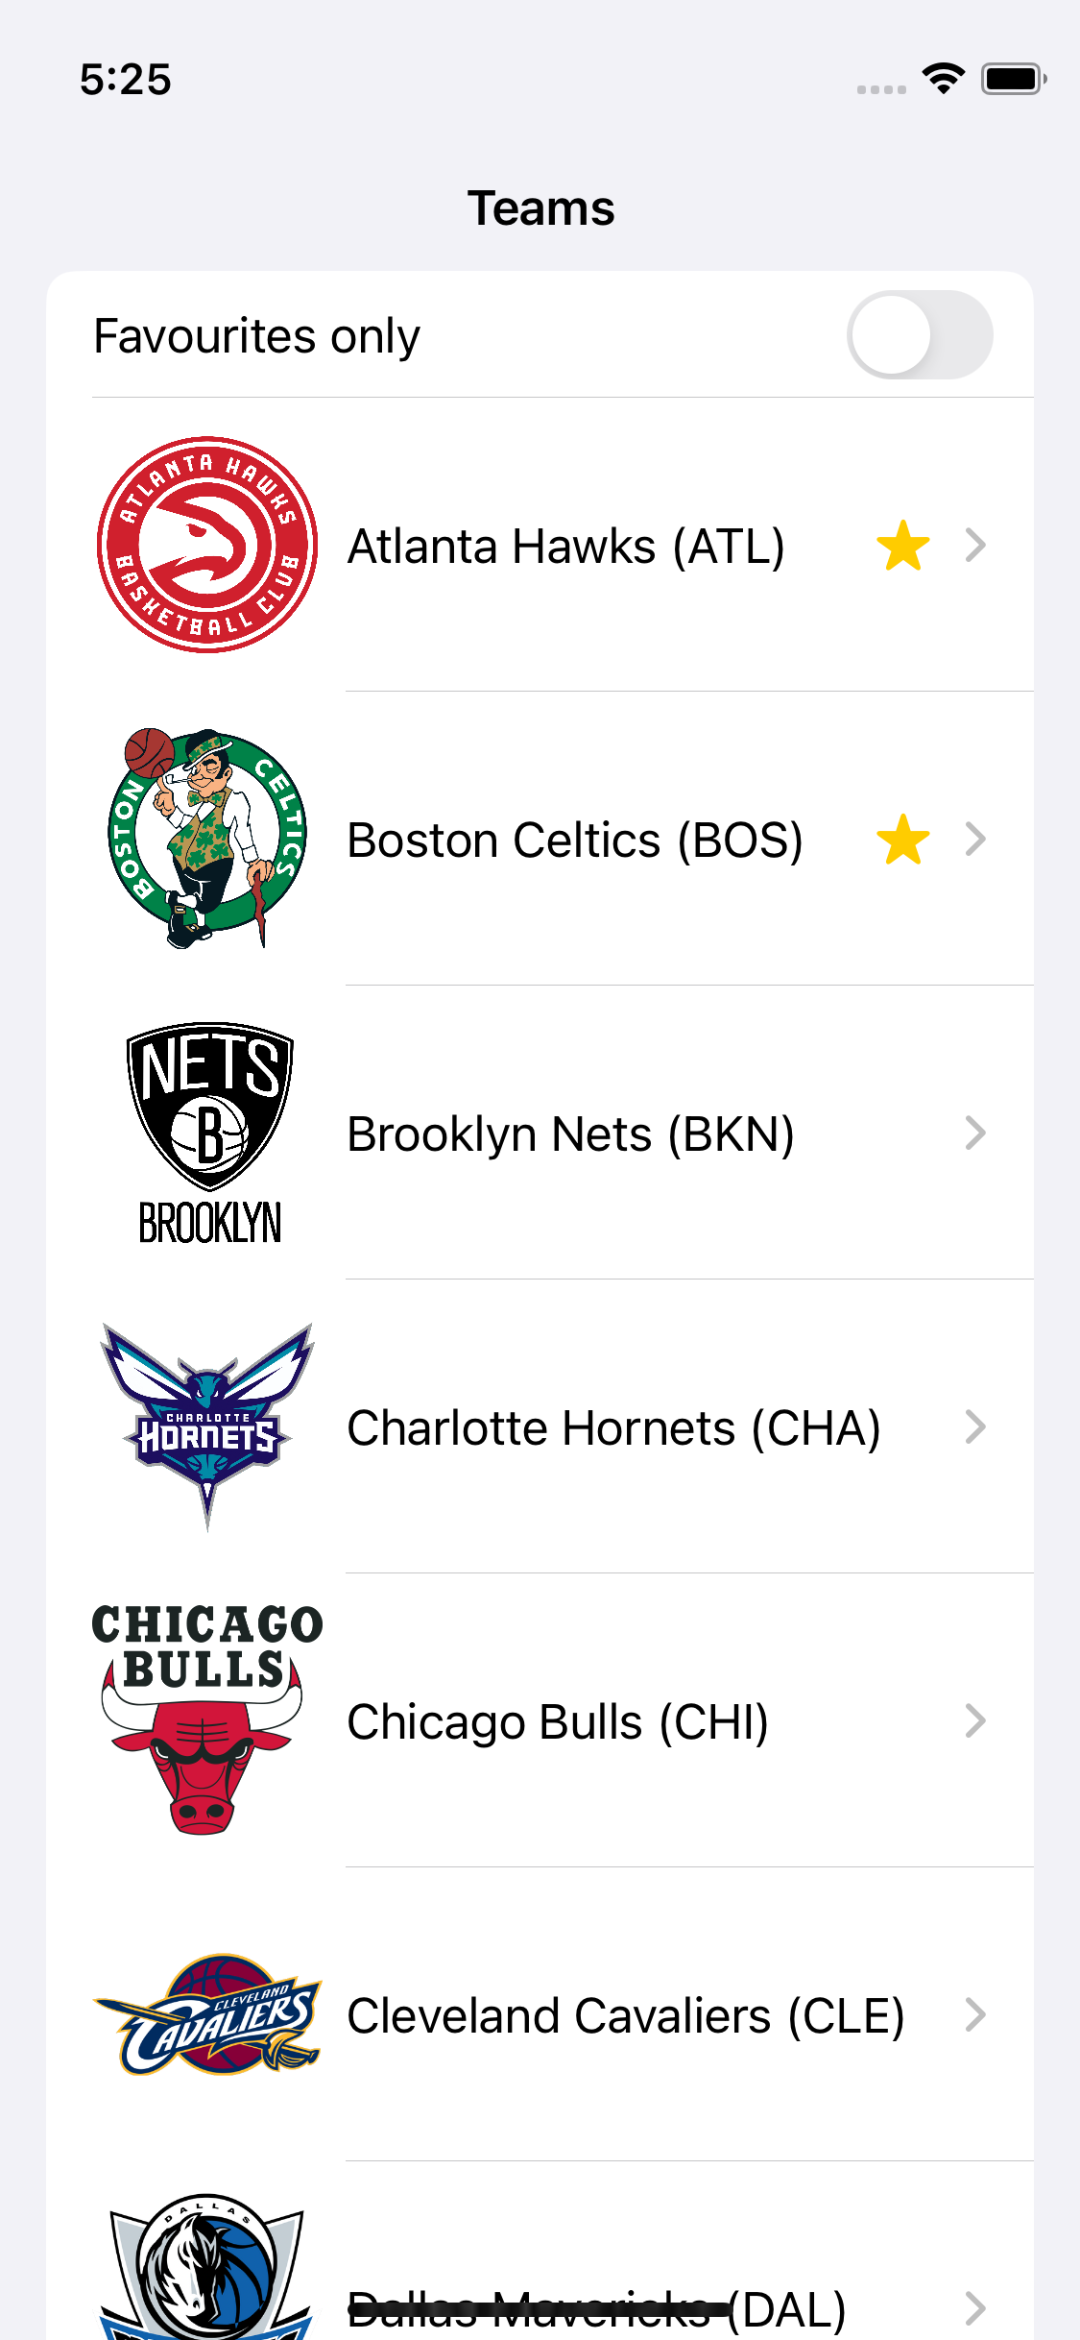 5:25
Teams
Favourites only
ATLANTA HAWKS
BASKETBALL CLUB
Atlanta Hawks (ATL)
BOSTON CELTICS
Boston Celtics (BOS)
NETS
B
BROOKLYN
Brooklyn Nets (BKN)
CHARLOTTE
HORNETS
Charlotte Hornets (CHA)
CHICAGO
BULLS
Chicago Bulls (CHI)
CLEVELAND
CAVALIERS
Cleveland Cavaliers (CLE)
DALLAS
Dallas Mavericks (DAL)